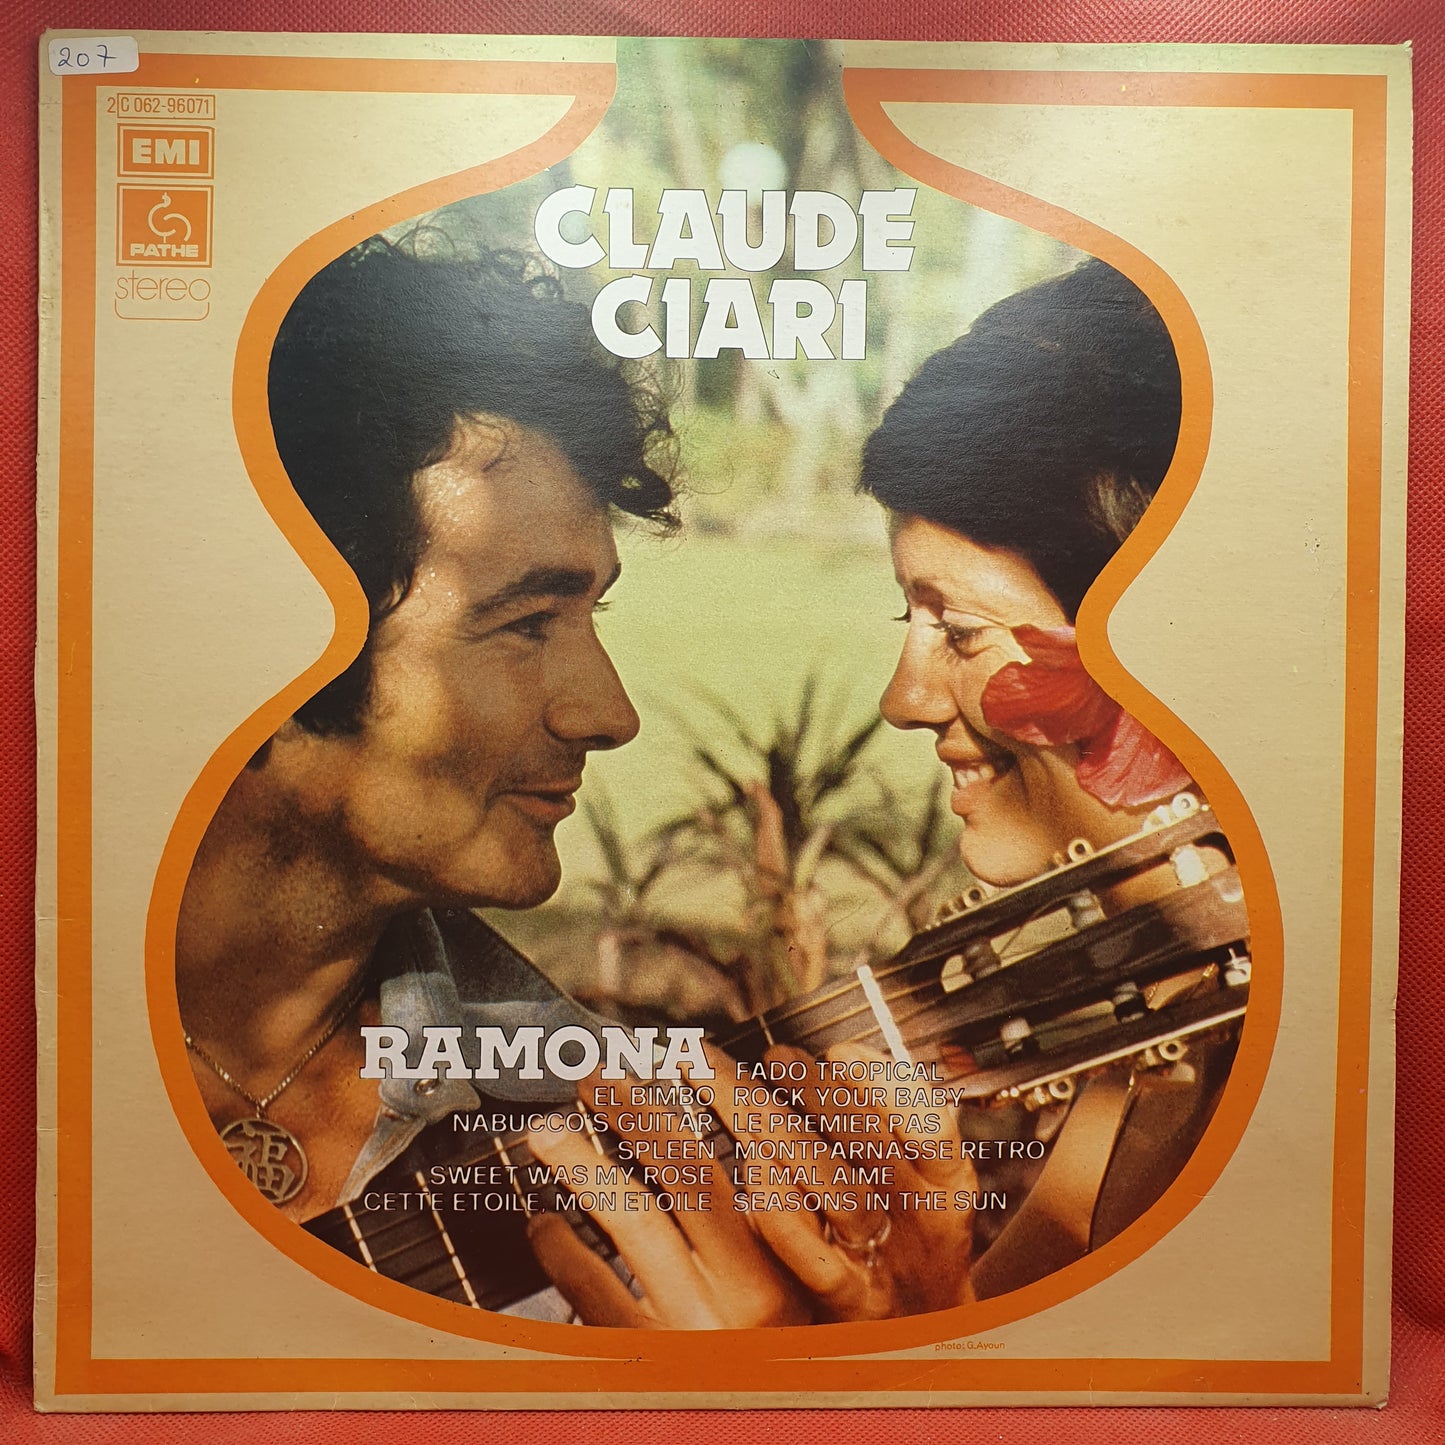 207
2C 062-96071
EMI
PATHE
stereo
CLAUDE
CIARI
RAMONA
EL BIMBO
NABUCCO'S GUITAR
SPLEEN
SWEET WAS MY ROSE
CETTE ETOILE, MON ETOILE
FADO TROPICAL
ROCK YOUR BABY
LE PREMIER PAS
MONTPARNASSE RETRO
LE MAL AIME
SEASONS IN THE SUN
福
photo: G.Ayoun